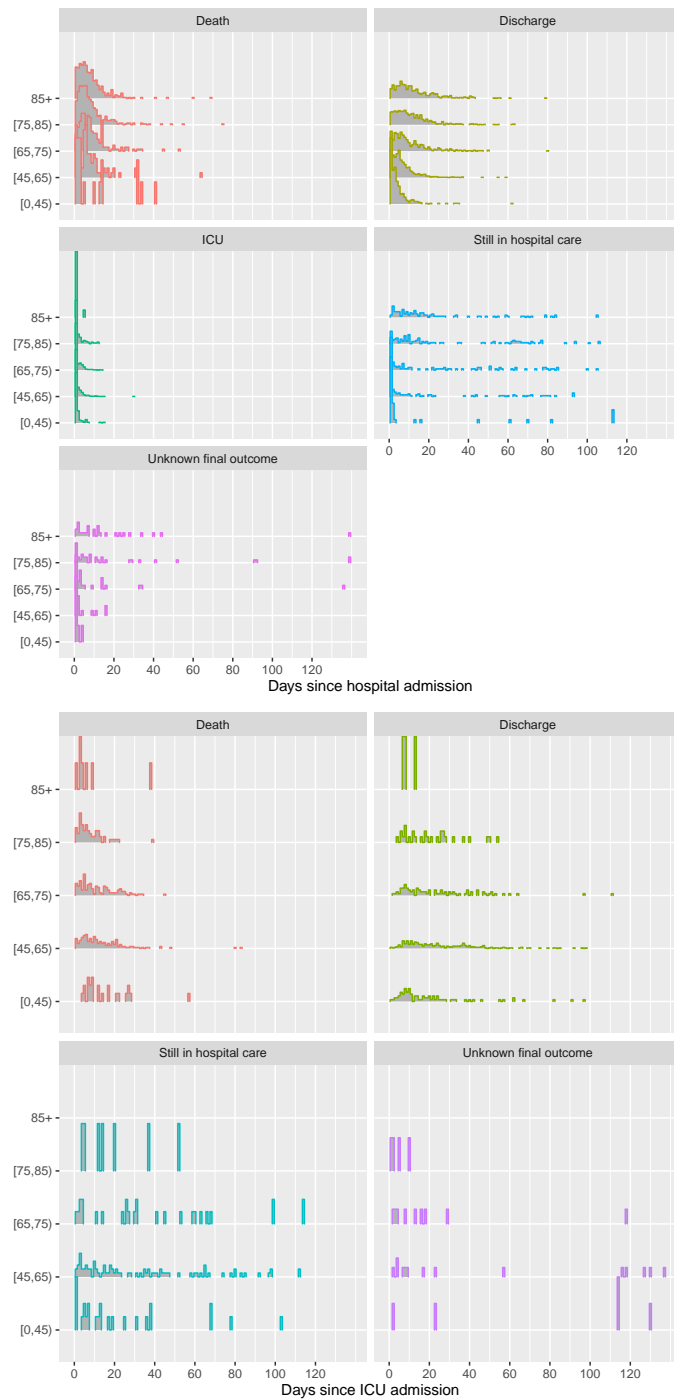 Death Discharge
85+
[75,85)
[65,75)
[45,65)
[0,45)
ICU Still in hospital care
85+
[75,85)
[65,75)
[45,65)
[0,45)
0 20 40 60 80 100 120
Unknown final outcome
85+
[75,85)
[65,75)
[45,65)
[0,45)
0 20 40 60 80 100 120
Days since hospital admission
Death Discharge
85+
[75,85)
[65,75)
[45,65)
[0,45)
Still in hospital care Unknown final outcome
85+
[75,85)
[65,75)
[45,65)
[0,45)
0 20 40 60 80 100 120 0 20 40 60 80 100 120
Days since ICU admission